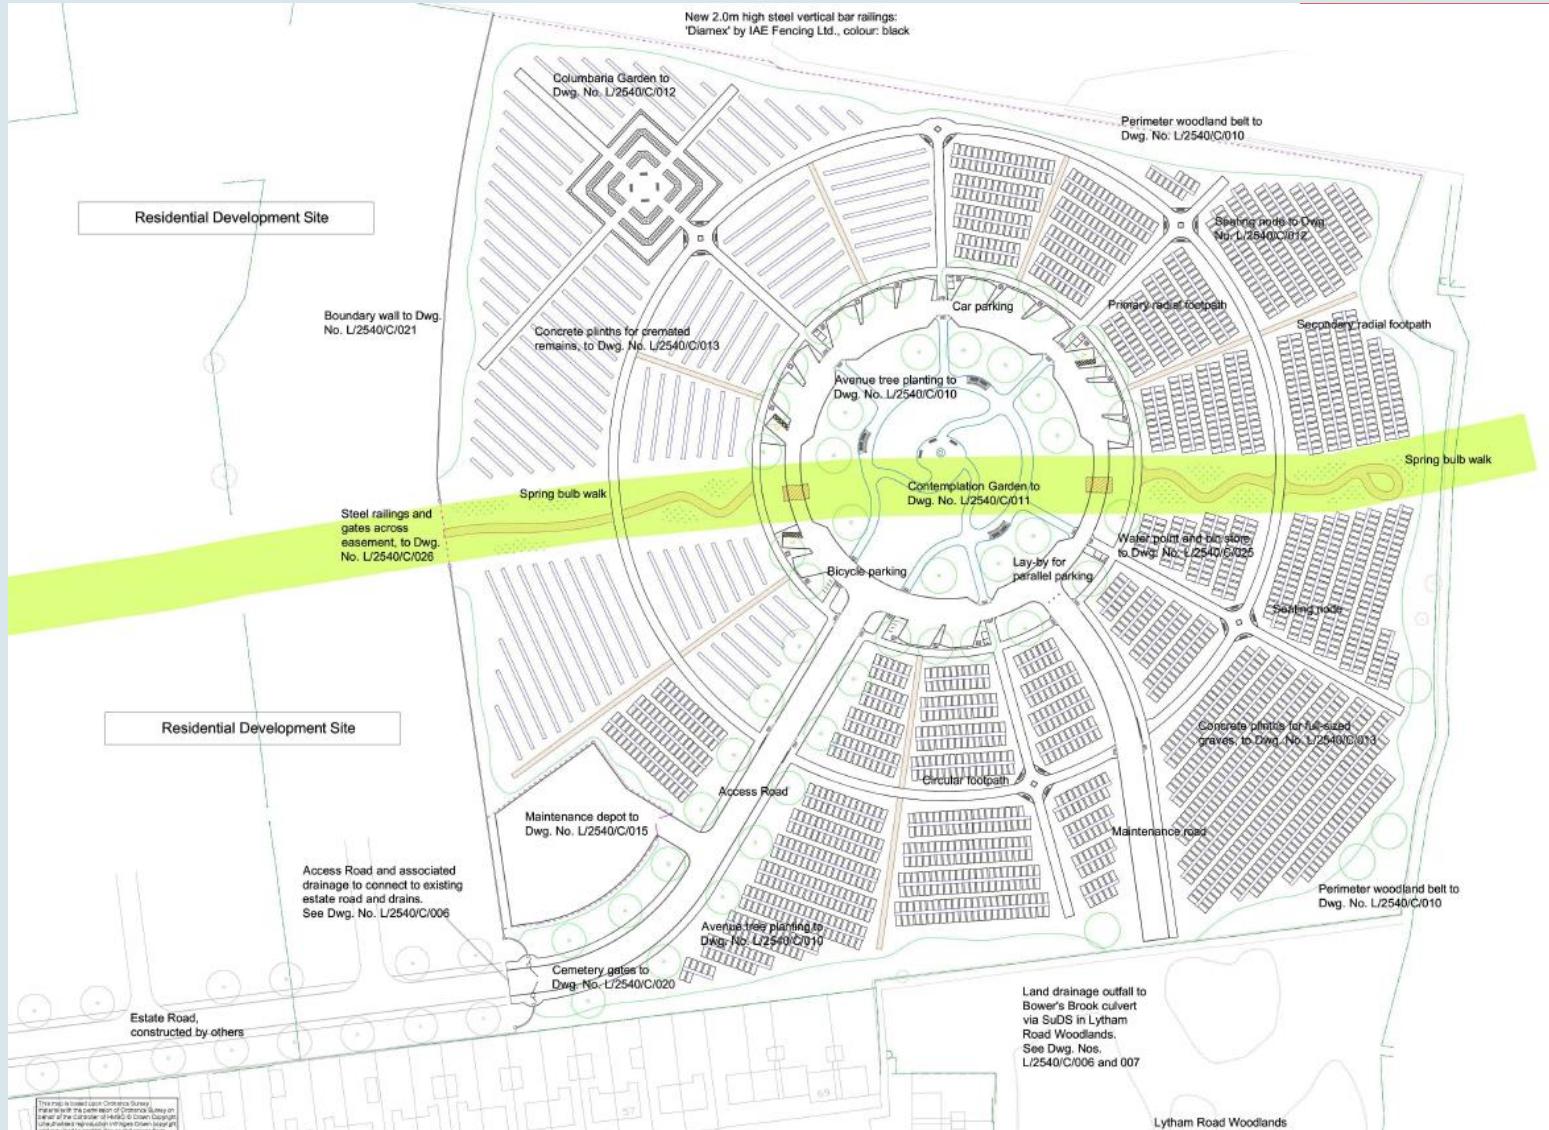 New 2.0m high steel vertical bar railings:
'Diamex' by IAE Fencing Ltd., colour: black
Columbaria Garden to
Dwg. No. L/2540/C/012
Perimeter woodland belt to
Dwg. No. L/2540/C/010
Residential Development Site
Seating node to Dwg.
No. L/2540/C/012
Boundary wall to Dwg.
No. L/2540/C/021
Car parking
Primary radial footpath
Secondary radial footpath
Concrete plinths for cremated
remains, to Dwg. No. L/2540/C/013
Avenue tree planting to
Dwg. No. L/2540/C/010
Spring bulb walk
Spring bulb walk
Contemplation Garden to
Dwg. No. L/2540/C/011
Steel railings and
gates across
easement, to Dwg.
No. L/2540/C/026
Water point and bin store,
to Dwg. No. L/2540/C/025
Bicycle parking
Lay-by for
parallel parking
Seating node
Residential Development Site
Concrete plinths for full-sized
graves, to Dwg. No. L/2540/C/013
Circular footpath
Access Road
Maintenance depot to
Dwg. No. L/2540/C/015
Maintenance road
Access Road and associated
drainage to connect to existing
estate road and drains.
See Dwg. No. L/2540/C/006
Perimeter woodland belt to
Dwg. No. L/2540/C/010
Avenue tree planting to
Dwg. No. L/2540/C/010
Cemetery gates to
Dwg. No. L/2540/C/020
Land drainage outfall to
Bower's Brook culvert
via SuDS in Lytham
Road Woodlands.
See Dwg. Nos.
L/2540/C/006 and 007
Estate Road,
constructed by others
57
69
Lytham Road Woodlands
This map is based upon Ordnance Survey